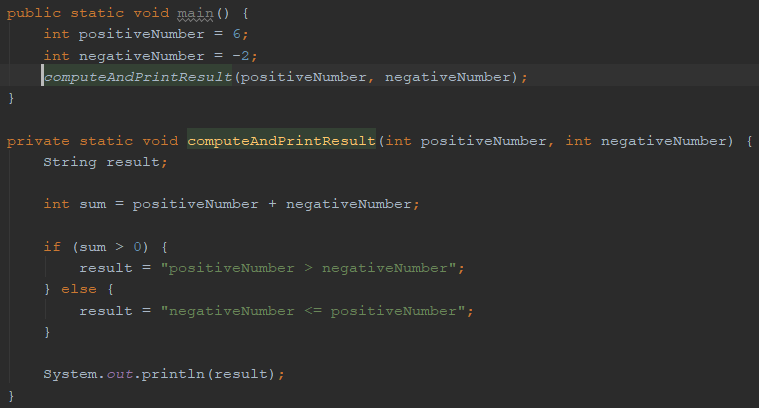 public static void main() {
    int positiveNumber = 6;
    int negativeNumber = -2;
    computeAndPrintResult(positiveNumber, negativeNumber);
}

private static void computeAndPrintResult(int positiveNumber, int negativeNumber) {
    String result;

    int sum = positiveNumber + negativeNumber;

    if (sum > 0) {
        result = "positiveNumber > negativeNumber";
    } else {
        result = "negativeNumber <= positiveNumber";
    }

    System.out.println(result);
}